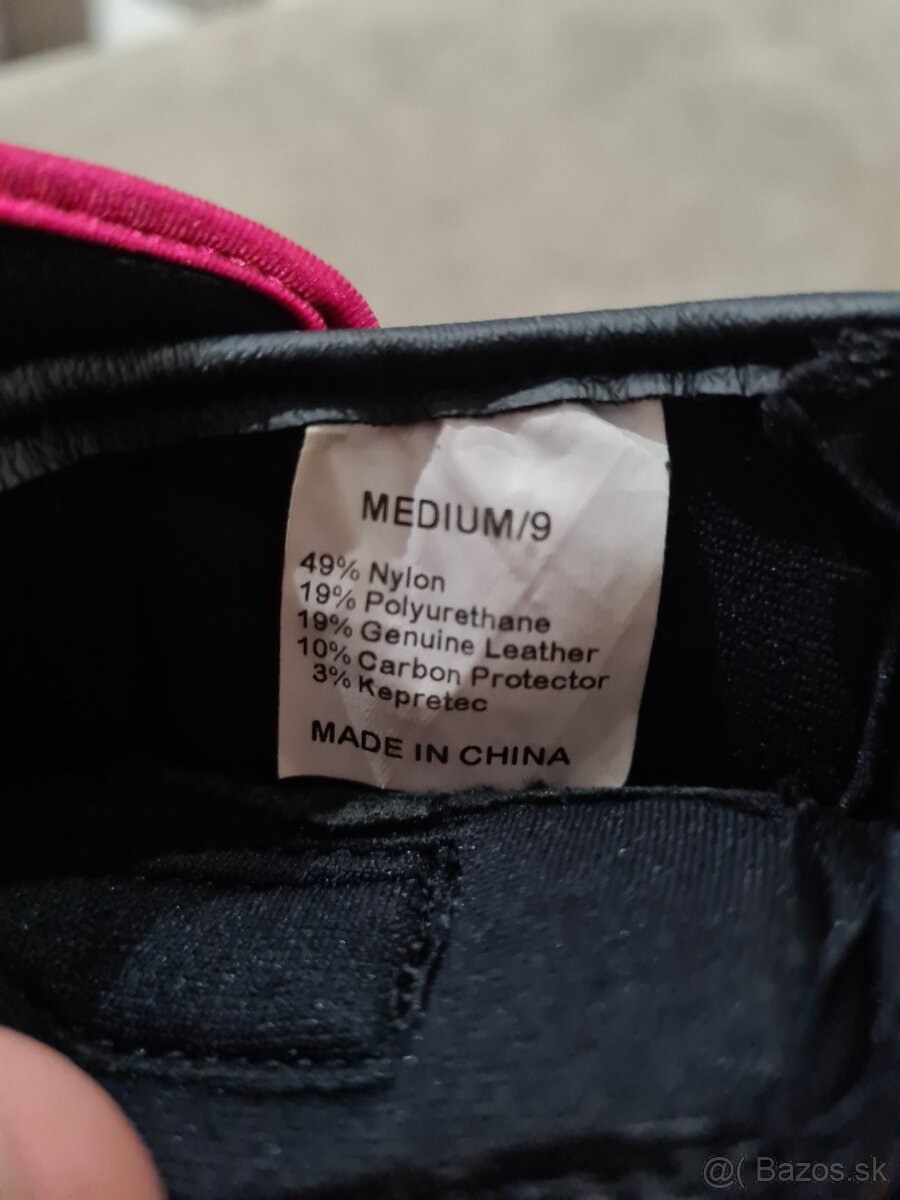 MEDIUM/9
49% Nylon
19% Polyurethane
19% Genuine Leather
10% Carbon Protector
3% Kepretec
MADE IN CHINA
@( Bazos.sk